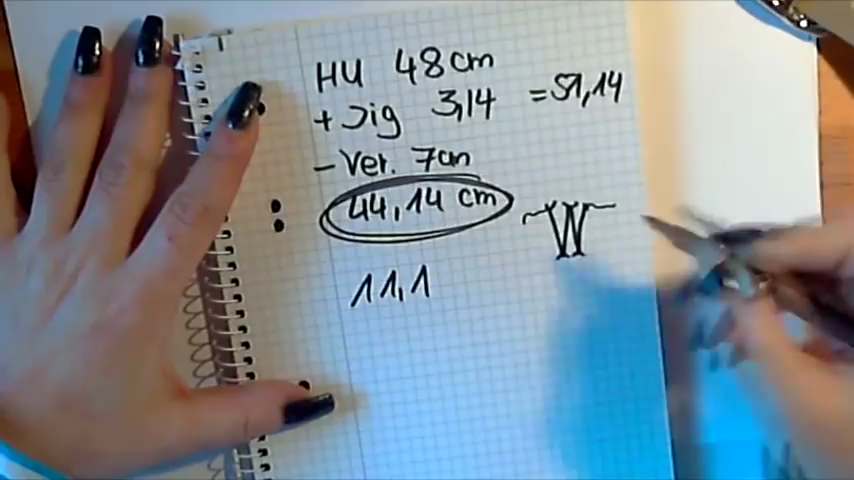 HU 48cm
+ Jig 3,14 = 51,14
- Ver. 7cm
: 44,14 cm
11,1